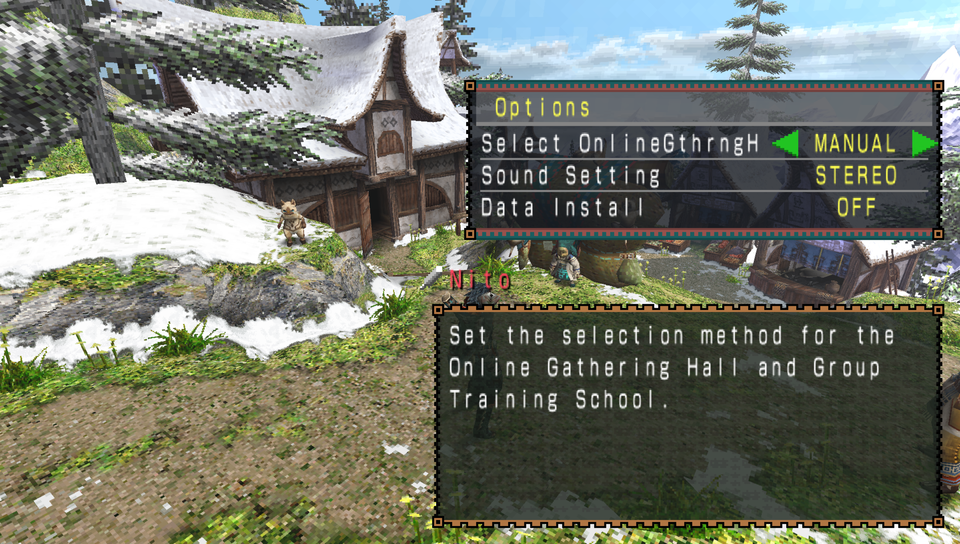 Options
Select OnlineGthrngH MANUAL
Sound Setting STEREO
Data Install OFF
Nito
Set the selection method for the
Online Gathering Hall and Group
Training School.